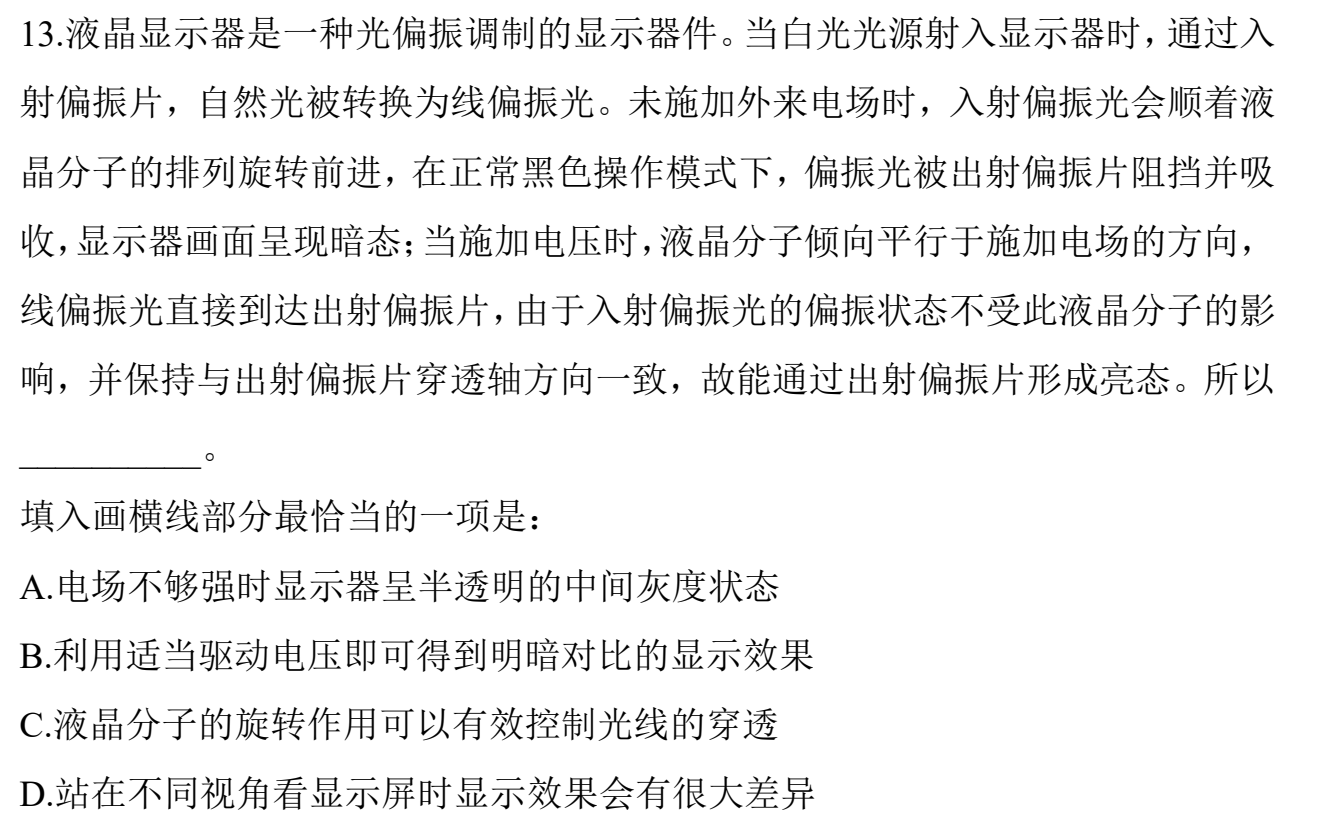 13.液晶显示器是一种光偏振调制的显示器件。当白光光源射入显示器时，通过入
射偏振片，自然光被转换为线偏振光。未施加外来电场时，入射偏振光会顺着液
晶分子的排列旋转前进，在正常黑色操作模式下，偏振光被出射偏振片阻挡并吸
收，显示器画面呈现暗态；当施加电压时，液晶分子倾向平行于施加电场的方向，
线偏振光直接到达出射偏振片，由于入射偏振光的偏振状态不受此液晶分子的影
响，并保持与出射偏振片穿透轴方向一致，故能通过出射偏振片形成亮态。所以
__________。
填入画横线部分最恰当的一项是：
A.电场不够强时显示器呈半透明的中间灰度状态
B.利用适当驱动电压即可得到明暗对比的显示效果
C.液晶分子的旋转作用可以有效控制光线的穿透
D.站在不同视角看显示屏时显示效果会有很大差异